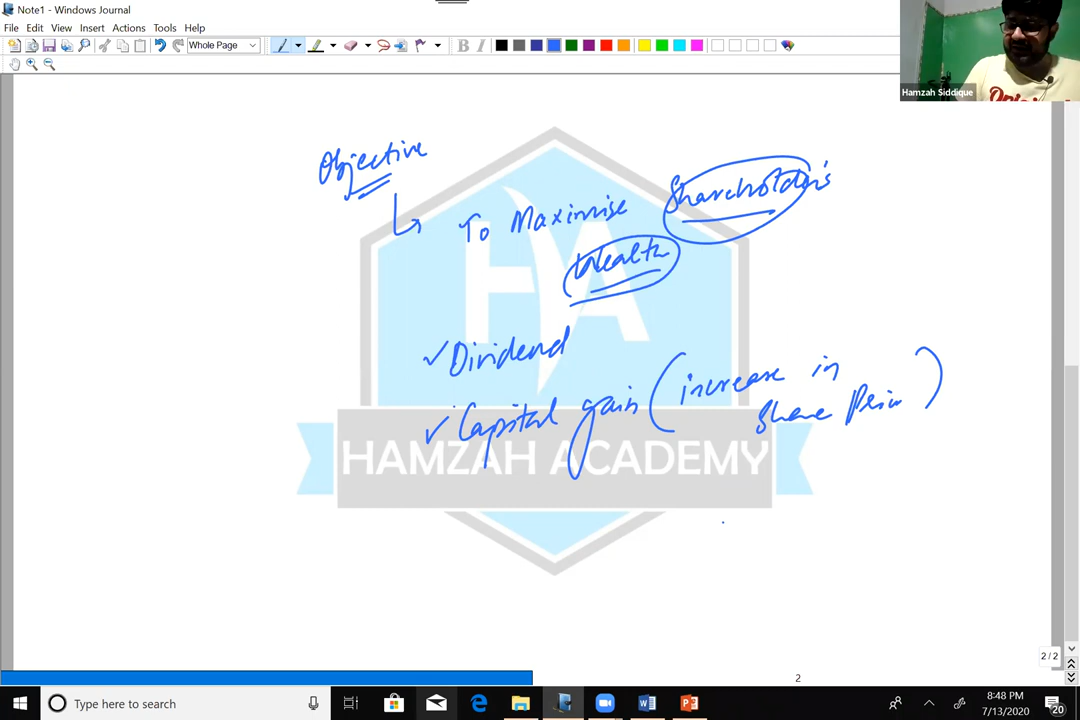 Note1 - Windows Journal
File Edit View Insert Actions Tools Help
Whole Page
B I
Hamzah Siddique
Objective
To Maximise Shareholder's
Wealth
✓ Dividend
✓ Capital gain (increase in
Share Price)
HA
HAMZAH ACADEMY
2 / 2
2
Type here to search
8:48 PM
7/13/2020
20